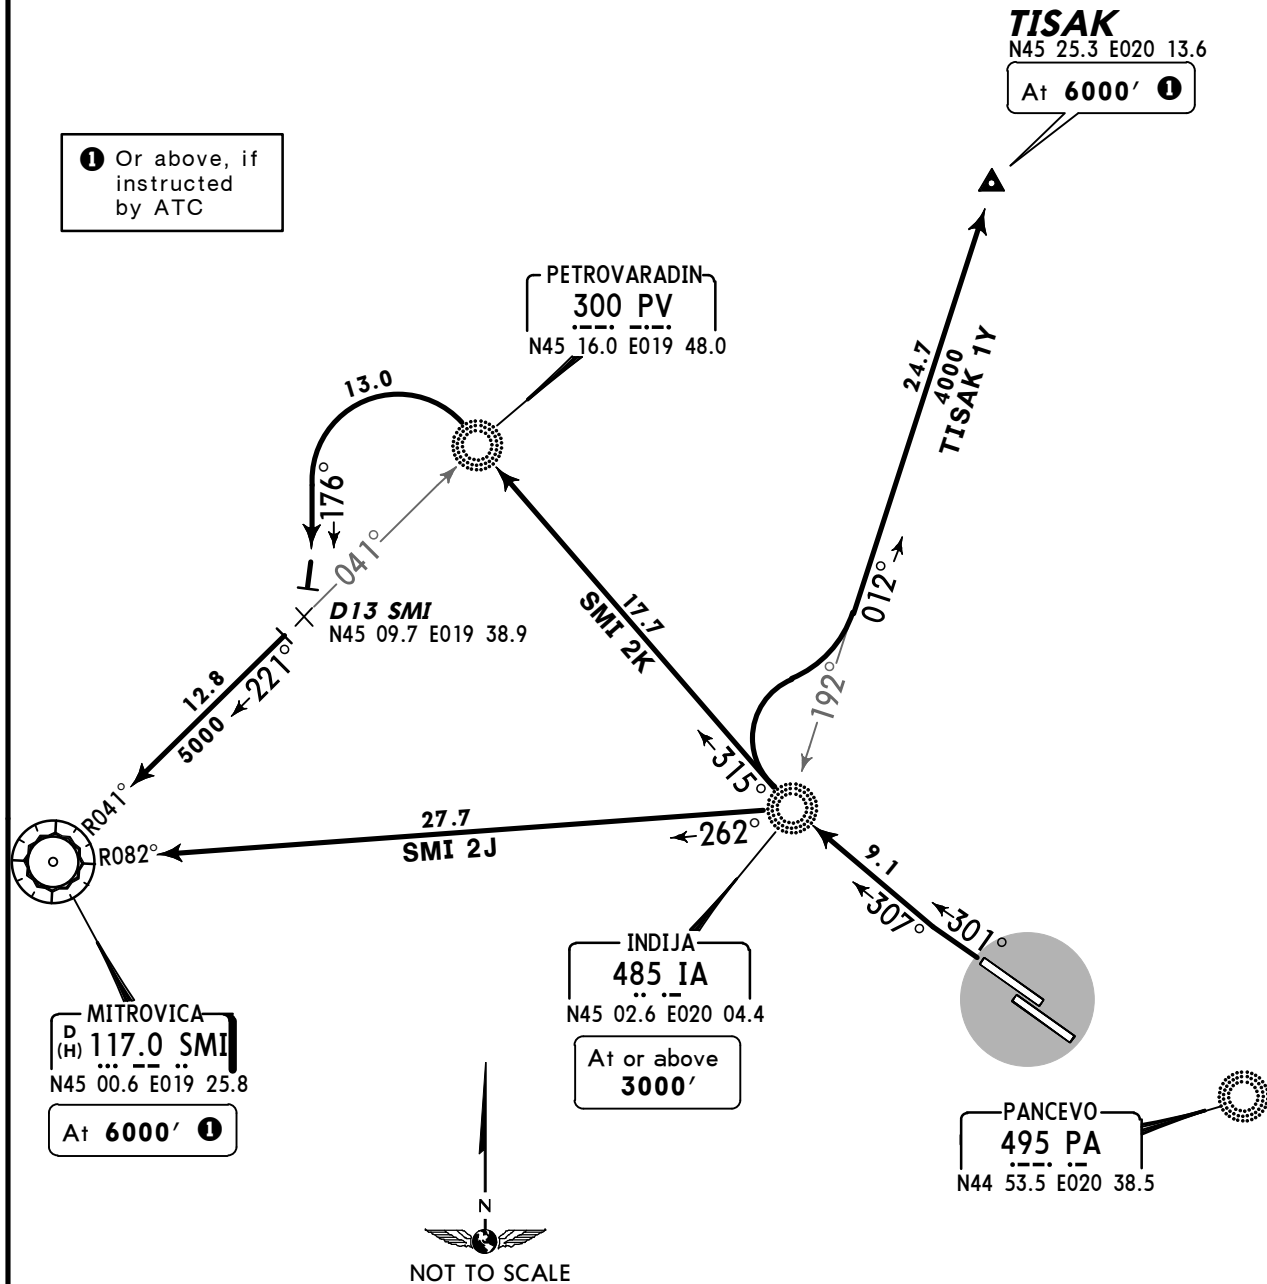 TISAK
N45 25.3 E020 13.6
At 6000′ ❶
❶ Or above, if
instructed
by ATC
PETROVARADIN
300 PV
N45 16.0 E019 48.0
13.0
176°
041°
D13 SMI
N45 09.7 E019 38.9
24.7
4000
TISAK 1Y
012°
192°
17.7
SMI 2K
315°
12.8
5000
221°
R041°
R082°
27.7
SMI 2J
262°
9.1
307°
301°
INDIJA
485 IA
N45 02.6 E020 04.4
At or above
3000′
MITROVICA
D
(H) 117.0 SMI
N45 00.6 E019 25.8
At 6000′ ❶
PANCEVO
495 PA
N44 53.5 E020 38.5
N
NOT TO SCALE